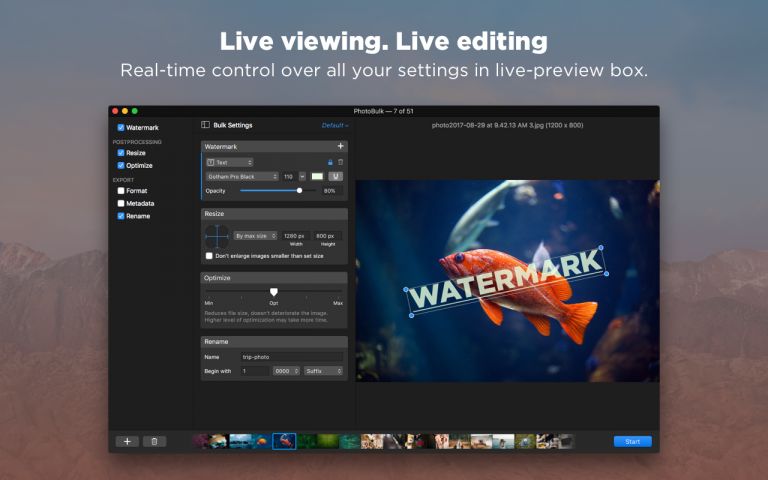 Live viewing. Live editing
Real-time control over all your settings in live-preview box.
PhotoBulk — 7 of 51
Watermark
POSTPROCESSING
Resize
Optimize
EXPORT
Format
Metadata
Rename
Bulk Settings
Default
Watermark
Text
Gotham Pro Black
110
Opacity
80%
Resize
By max size
1280 px
800 px
Width
Height
Don't enlarge images smaller than set size
Optimize
Min
Opt
Max
Reduces file size, doesn't deteriorate the image.
Higher level of optimization may take more time.
Rename
Name
trip-photo
Begin with
1
0000
Suffix
photo2017-08-29 at 9.42.13 AM 3.jpg (1200 x 800)
WATERMARK
Start